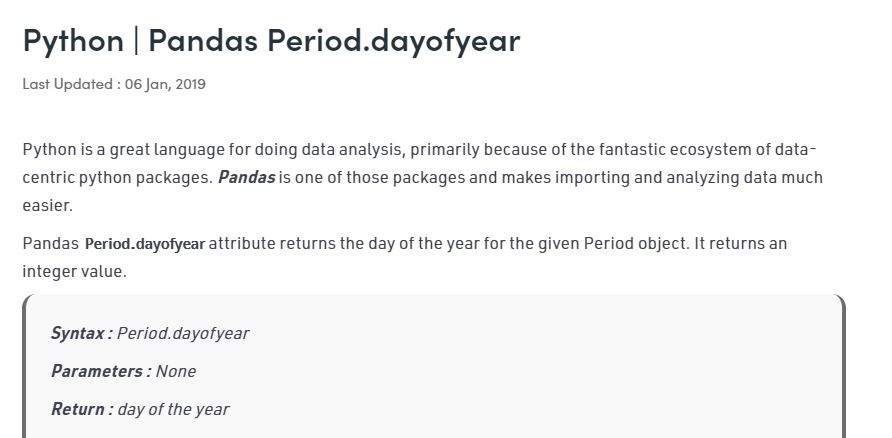 Python | Pandas Period.dayofyear
Last Updated : 06 Jan, 2019
Python is a great language for doing data analysis, primarily because of the fantastic ecosystem of data-
centric python packages. Pandas is one of those packages and makes importing and analyzing data much
easier.
Pandas Period.dayofyear attribute returns the day of the year for the given Period object. It returns an
integer value.
Syntax : Period.dayofyear
Parameters : None
Return : day of the year